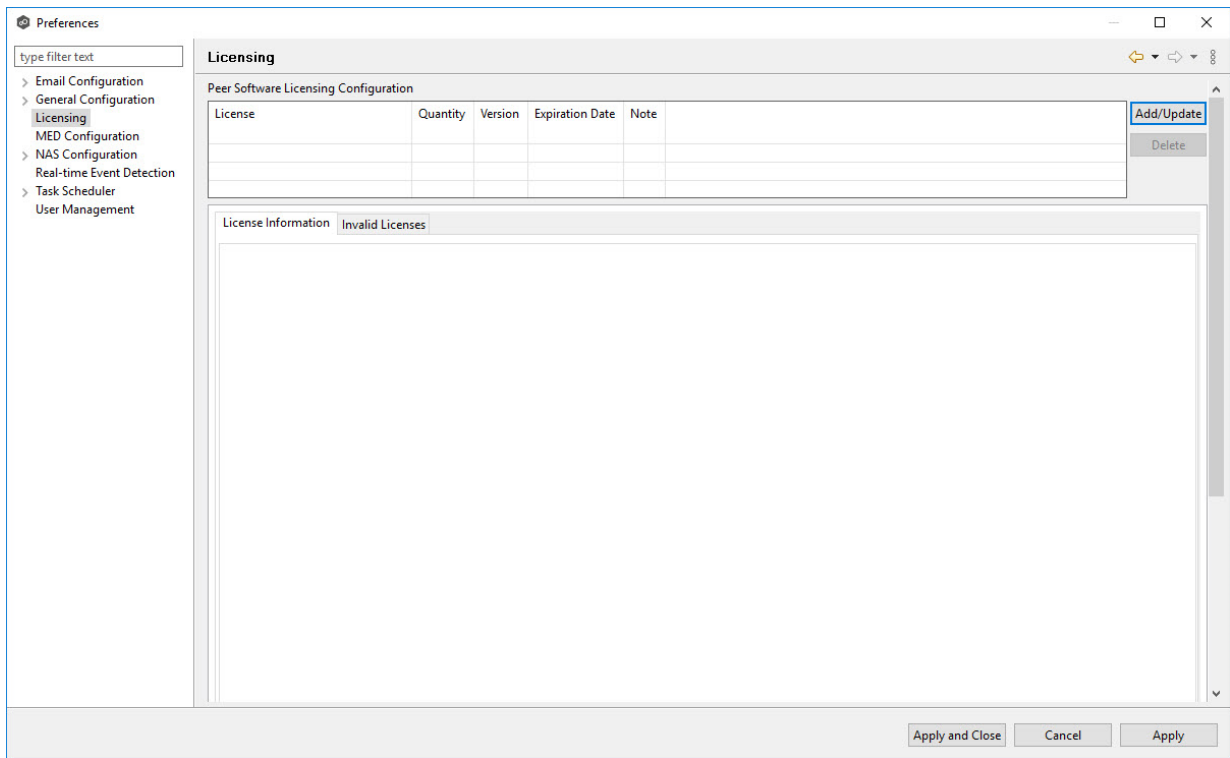 Preferences
type filter text
Email Configuration
General Configuration
Licensing
MED Configuration
NAS Configuration
Real-time Event Detection
Task Scheduler
User Management
Licensing
Peer Software Licensing Configuration
License Quantity Version Expiration Date Note
Add/Update
Delete
License Information Invalid Licenses
Apply and Close Cancel Apply